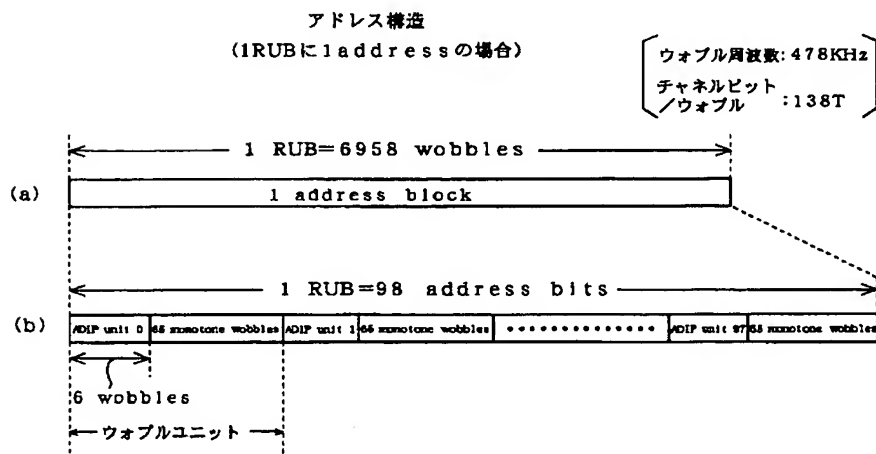 アドレス構造
(1RUBに1addressの場合)
ウォブル周波数:478KHz
チャネルビット
/ウォブル :138T
1 RUB=6958 wobbles
(a)
1 address block
1 RUB=98 address bits
(b)
ADIP unit 0 65 monotone wobbles ADIP unit 1 65 monotone wobbles ・・・・・・・・・・・・・・ ADIP unit 97 65 monotone wobbles
6 wobbles
ウォブルユニット